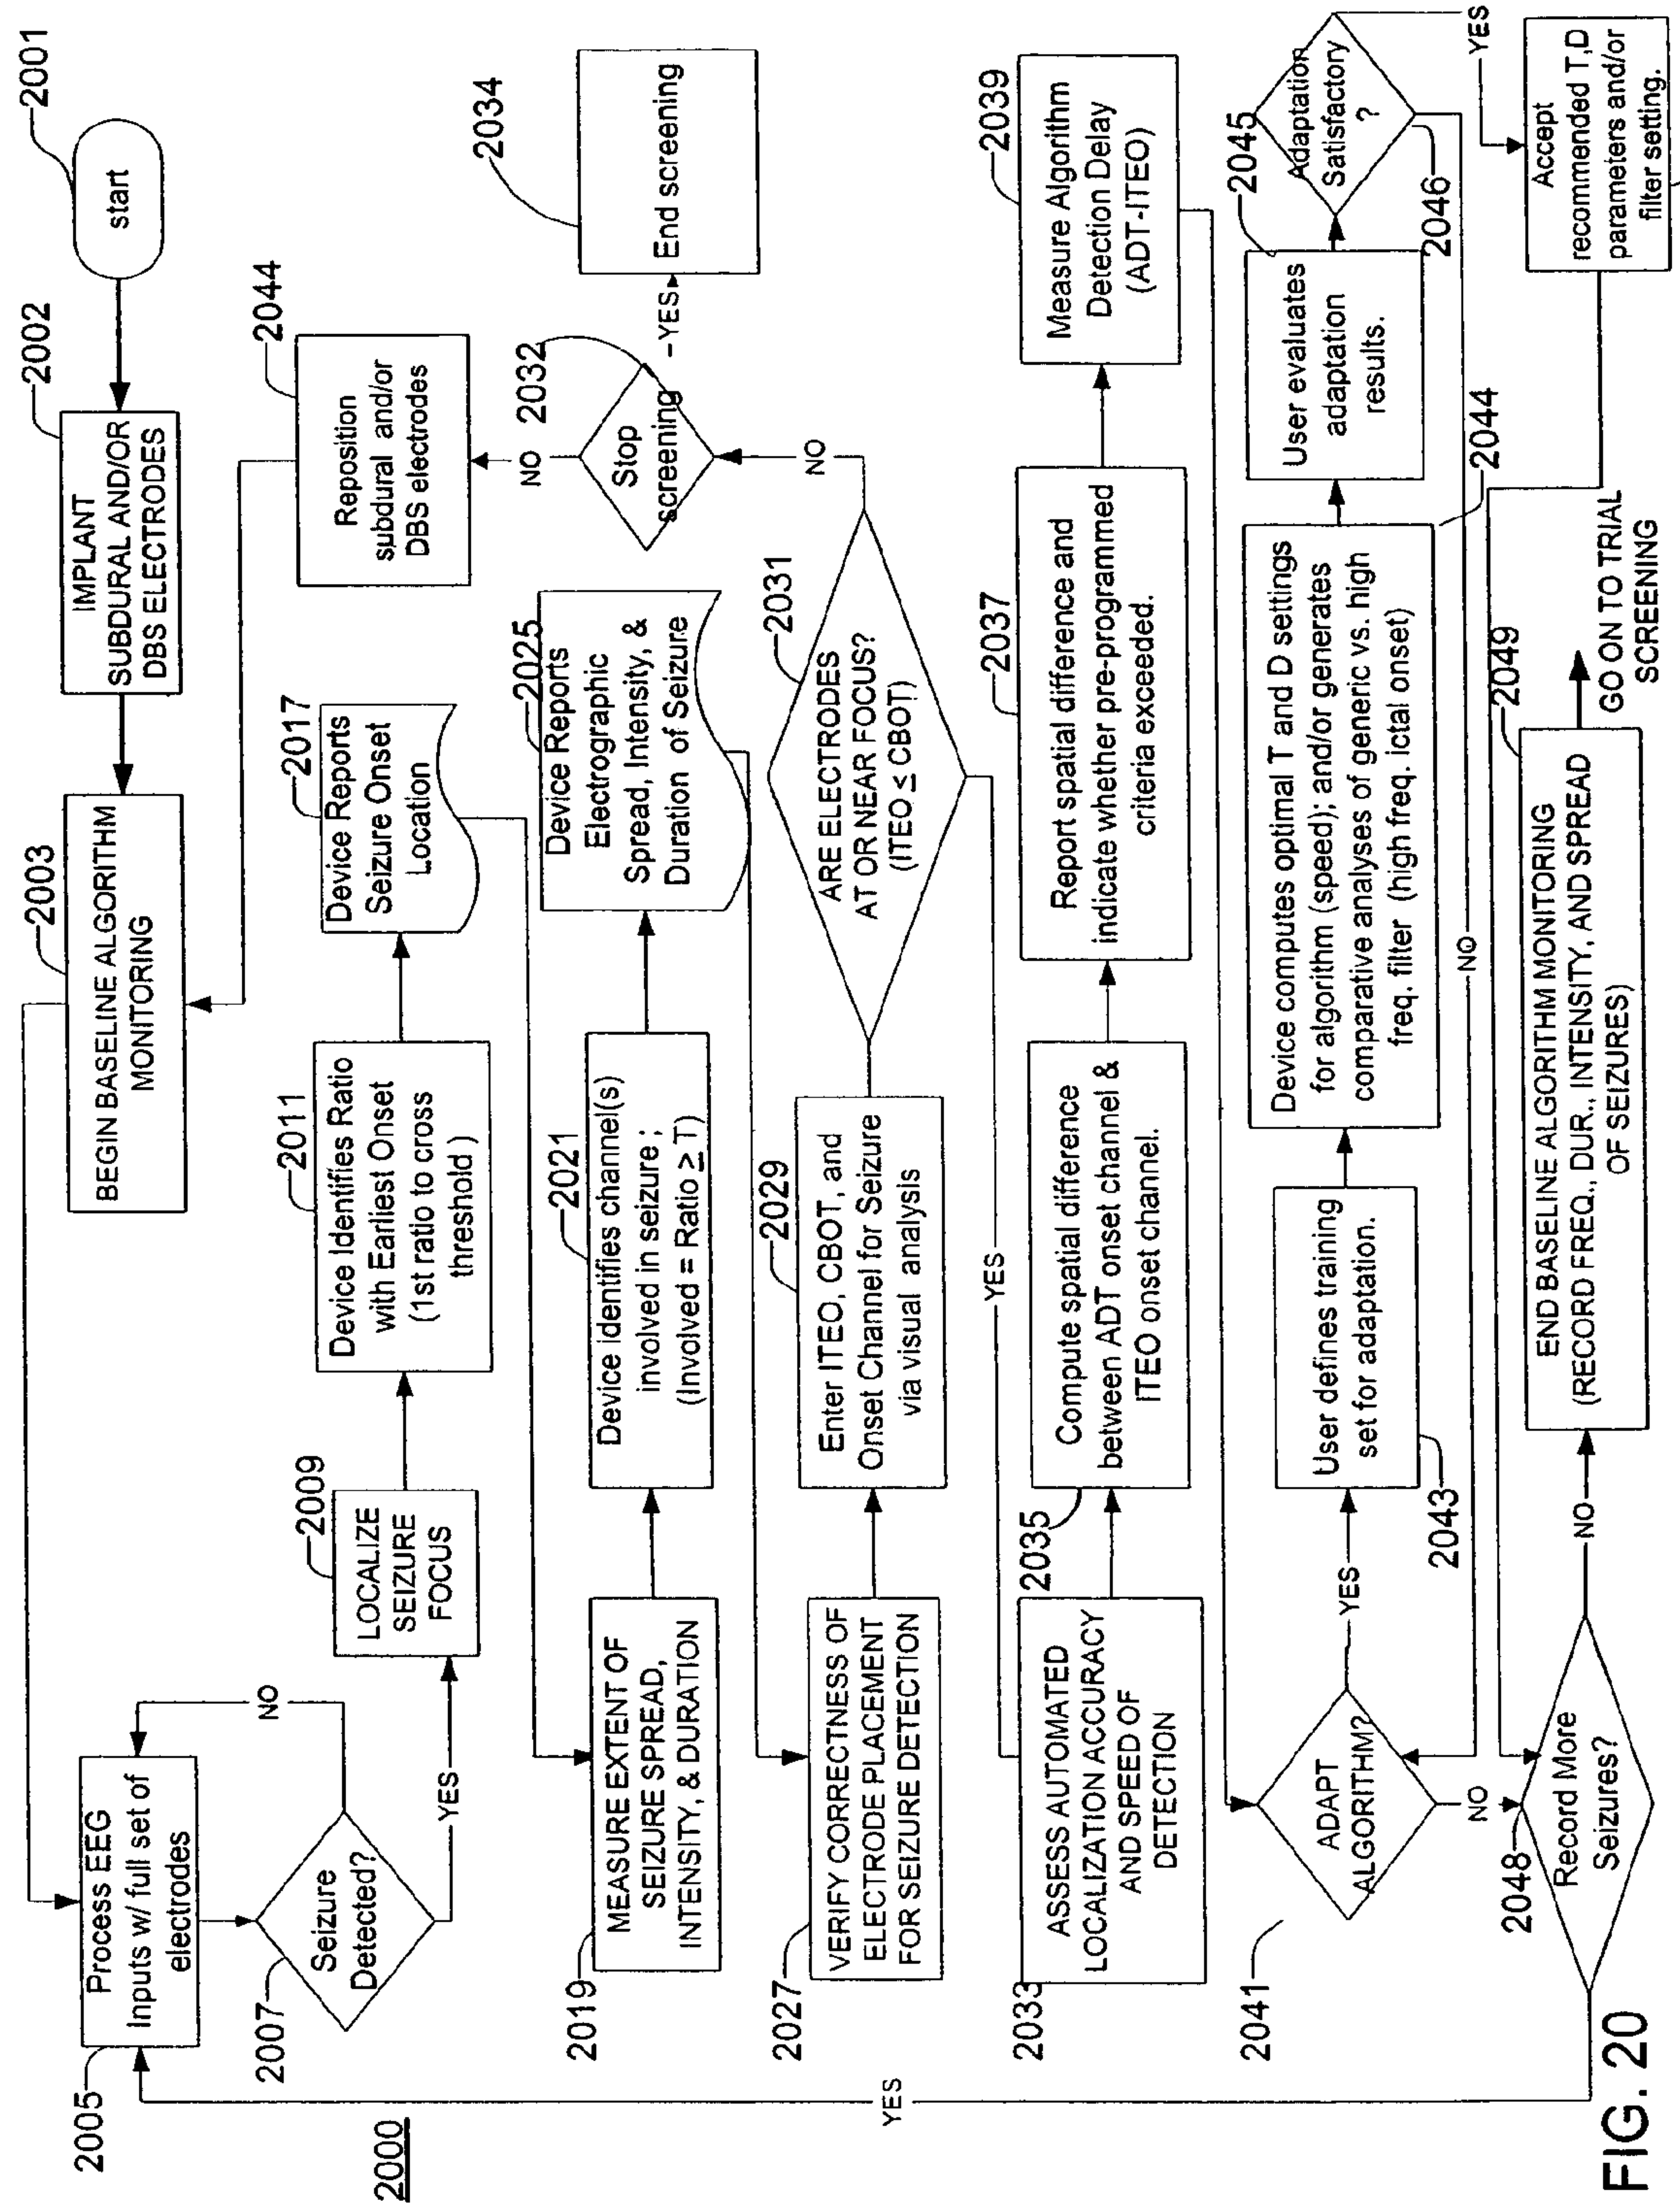 2000
start
2001
IMPLANT
SUBDURAL AND/OR
DBS ELECTRODES
2002
BEGIN BASELINE ALGORITHM
MONITORING
2003
Process EEG
Inputs w/ full set of
electrodes
2005
Seizure
Detected?
2007
NO
YES
LOCALIZE
SEIZURE
FOCUS
2009
Device Identifies Ratio
with Earliest Onset
(1st ratio to cross
threshold )
2011
Device Reports
Seizure Onset
Location
2017
Reposition
subdural and/or
DBS electrodes
2044
MEASURE EXTENT OF
SEIZURE SPREAD,
INTENSITY, & DURATION
2019
Device identifies channel(s)
involved in seizure ;
(Involved = Ratio ≥ T)
2021
Device Reports
Electrographic
Spread, Intensity, &
Duration of Seizure
2025
NO
Stop
screening
2032
YES
End screening
2034
VERIFY CORRECTNESS OF
ELECTRODE PLACEMENT
FOR SEIZURE DETECTION
2027
Enter ITEO, CBOT, and
Onset Channel for Seizure
via visual analysis
2029
ARE ELECTRODES
AT OR NEAR FOCUS?
(ITEO ≤ CBOT)
2031
NO
YES
ASSESS AUTOMATED
LOCALIZATION ACCURACY
AND SPEED OF
DETECTION
2033
Compute spatial difference
between ADT onset channel &
ITEO onset channel.
2035
Report spatial difference and
indicate whether pre-programmed
criteria exceeded.
2037
Measure Algorithm
Detection Delay
(ADT-ITEO)
2039
ADAPT
ALGORITHM?
2041
YES
NO
User defines training
set for adaptation.
2043
Device computes optimal T and D settings
for algorithm (speed); and/or generates
comparative analyses of generic vs. high
freq. filter (high freq. ictal onset)
2044
User evaluates
adaptation
results.
2045
Adaptation
Satisfactory
?
2046
NO
YES
Accept
recommended T,D
parameters and/or
filter setting.
Record More
Seizures?
2048
YES
NO
END BASELINE ALGORITHM MONITORING
(RECORD FREQ., DUR., INTENSITY, AND SPREAD
OF SEIZURES)
2049
GO ON TO TRIAL
SCREENING
FIG. 20